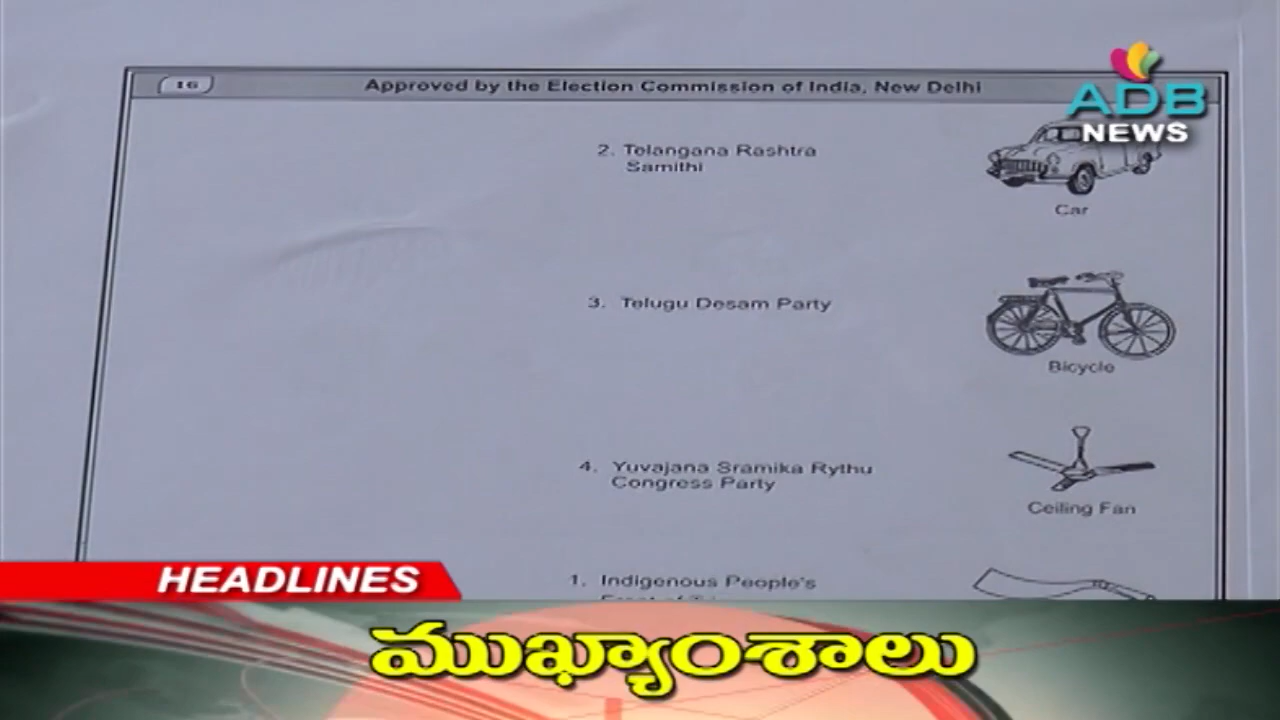 16
Approved by the Election Commission of India, New Delhi
ADB
NEWS
2. Telangana Rashtra
Samithi
Car
3. Telugu Desam Party
Bicycle
4. Yuvajana Sramika Rythu
Congress Party
Ceiling Fan
1. Indigenous People's
HEADLINES
ముఖ్యాంశాలు